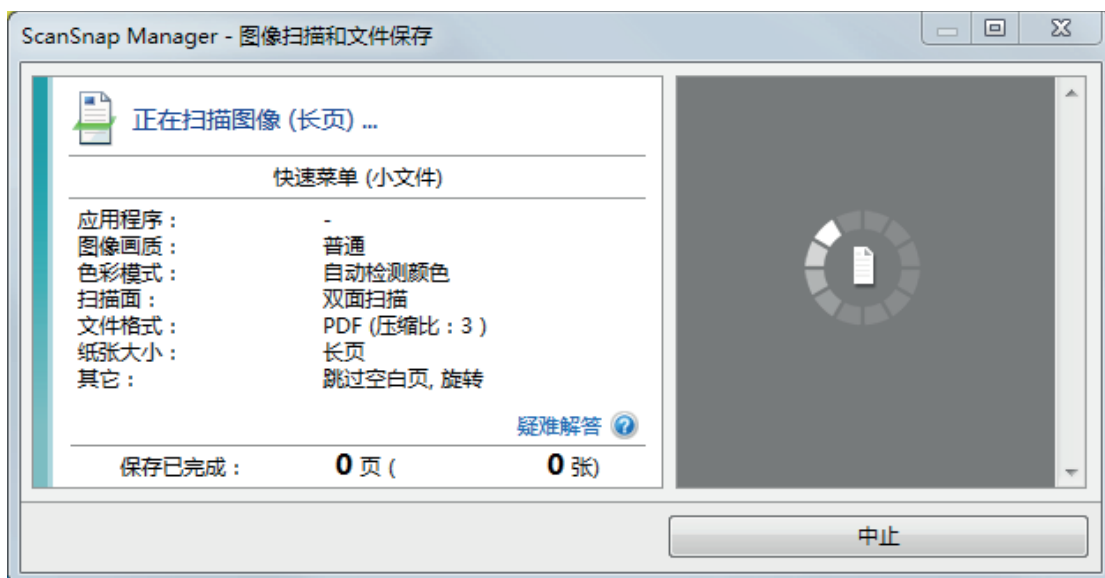 ScanSnap Manager - 图像扫描和文件保存
正在扫描图像 (长页) ...
快速菜单 (小文件)
应用程序： -
图像画质： 普通
色彩模式： 自动检测颜色
扫描面： 双面扫描
文件格式： PDF (压缩比：3 )
纸张大小： 长页
其它： 跳过空白页, 旋转
疑难解答 ?
保存已完成： 0 页 ( 0 张)
中止